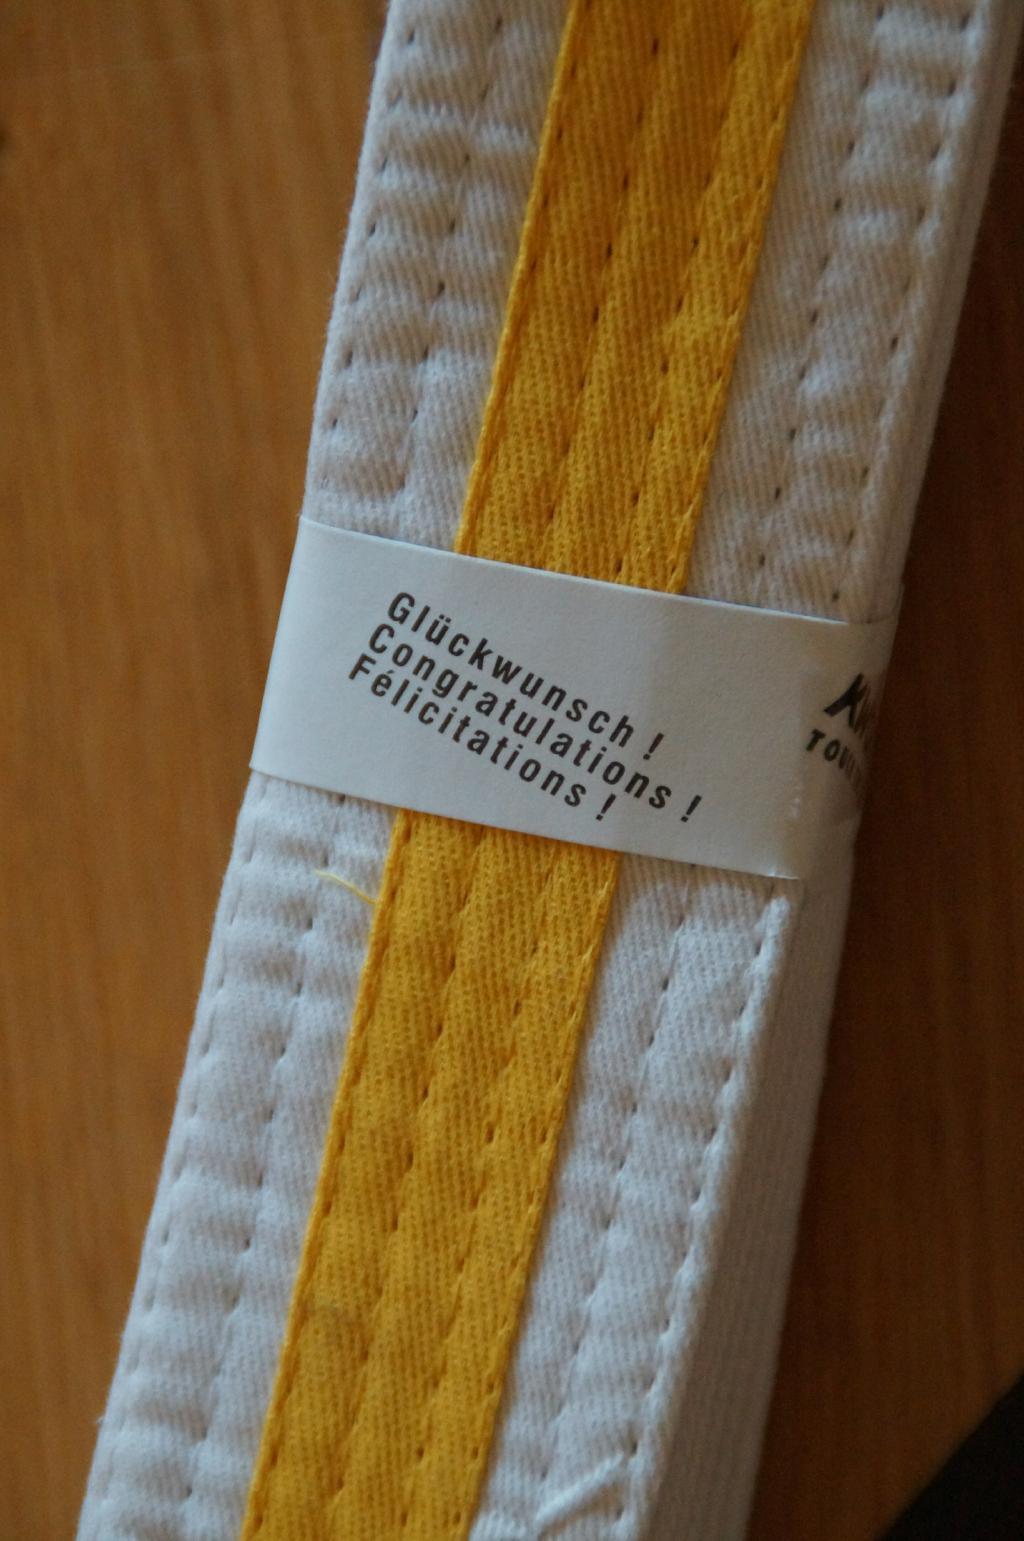 Glückwunsch !
Congratulations !
Félicitations !